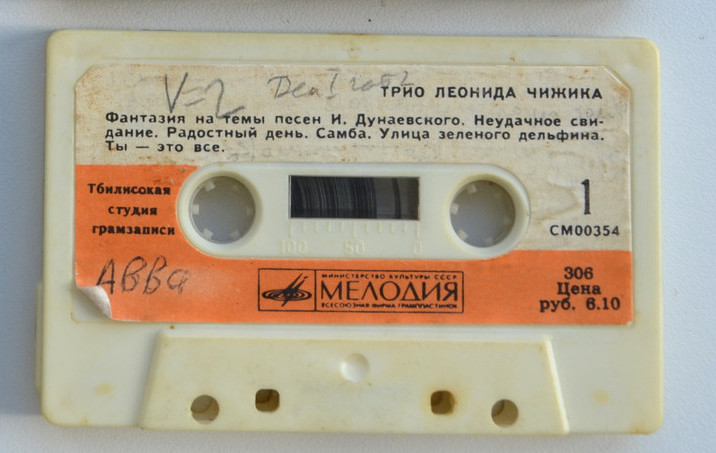 V=2
ТРИО ЛЕОНИДА ЧИЖИКА
Фантазия на темы песен И. Дунаевского. Неудачное сви-
дание. Радостный день. Самба. Улица зеленого дельфина.
Ты — это все.
Тбилисская
студия
грамзаписи
1
СМ00354
100 50 0
АВВа
МИНИСТЕРСТВО КУЛЬТУРЫ СССР
МЕЛОДИЯ
ВСЕСОЮЗНАЯ ФИРМА ГРАМПЛАСТИНОК
306
Цена
руб. 6.10